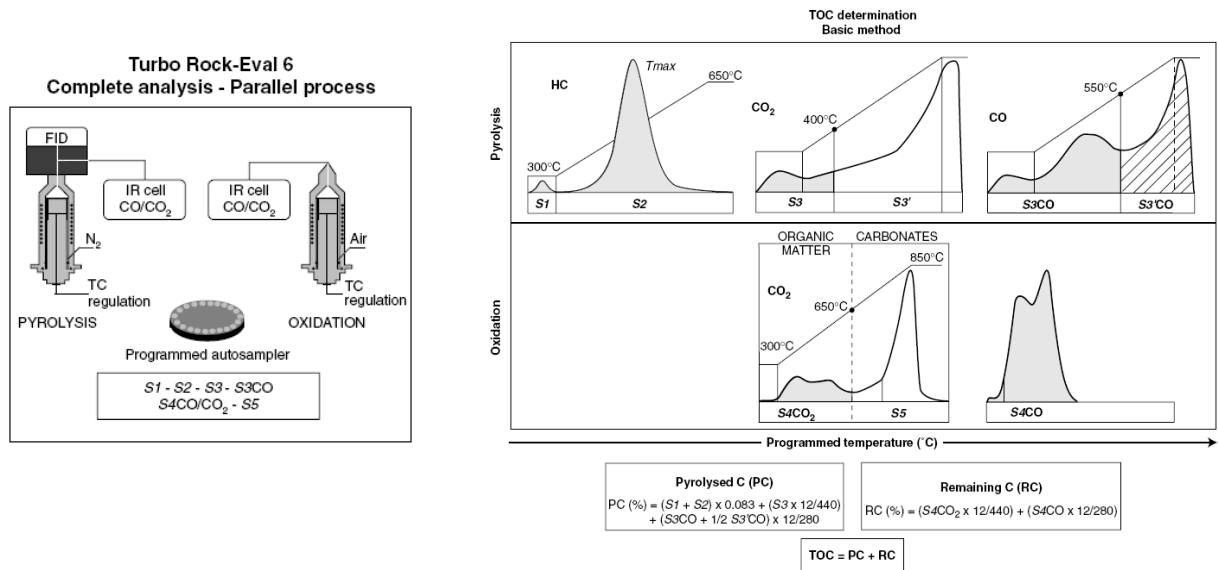 Turbo Rock-Eval 6
Complete analysis - Parallel process
FID
IR cell
CO/CO₂
IR cell
CO/CO₂
N₂
Air
TC
regulation
TC
regulation
PYROLYSIS
OXIDATION
Programmed autosampler
S1 - S2 - S3 - S3CO
S4CO/CO₂ - S5
TOC determination
Basic method
Pyrolysis
HC
Tmax
650°C
300°C
S1
S2
CO₂
400°C
S3
S3'
CO
550°C
S3CO
S3'CO
Oxidation
ORGANIC
MATTER
CARBONATES
CO₂
850°C
650°C
300°C
S4CO₂
S5
S4CO
Programmed temperature (°C)
Pyrolysed C (PC)
PC (%) = (S1 + S2) x 0.083 + (S3 x 12/440)
+ (S3CO + 1/2 S3'CO) x 12/280
Remaining C (RC)
RC (%) = (S4CO₂ x 12/440) + (S4CO x 12/280)
TOC = PC + RC